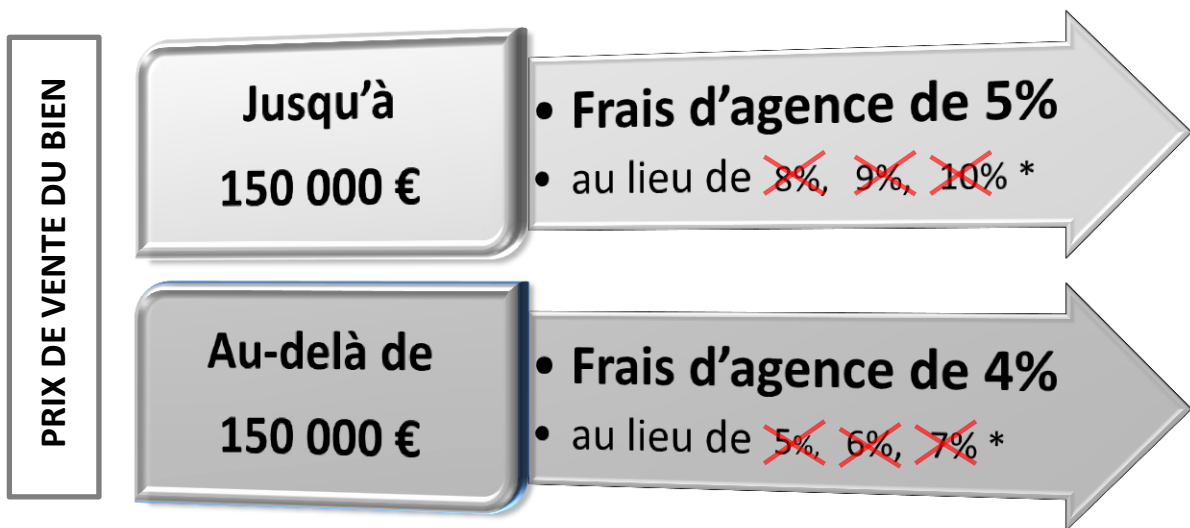 PRIX DE VENTE DU BIEN
Jusqu'à
150 000 €
• Frais d'agence de 5%
• au lieu de 8%, 9%, 10% *
Au-delà de
150 000 €
• Frais d'agence de 4%
• au lieu de 5%, 6%, 7% *